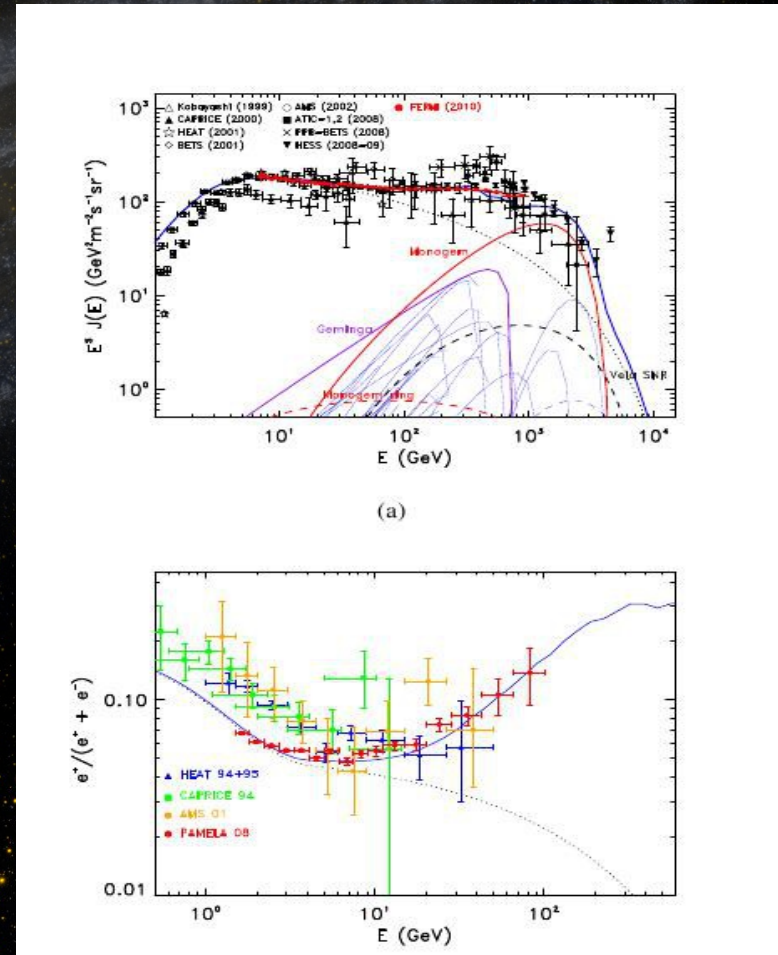 10³
10²
10¹
10⁰
E³ J(E) (GeV²m⁻²s⁻¹sr⁻¹)
△ Kobayashi (1999) ○ AMS (2002) ● FERMI (2010)
▲ CAPRICE (2000) ■ ATIC-1,2 (2008)
☆ HEAT (2001) × PPB-BETS (2008)
◇ BETS (2001) ▼ HESS (2008-09)
Monogem
Geminga
Vela SNR
Monogem ring
10¹ 10² 10³ 10⁴
E (GeV)
(a)
e⁺/(e⁺ + e⁻)
0.10
0.01
▲ HEAT 94+95
■ CAPRICE 94
● AMS 01
● PAMELA 08
10⁰ 10¹ 10²
E (GeV)